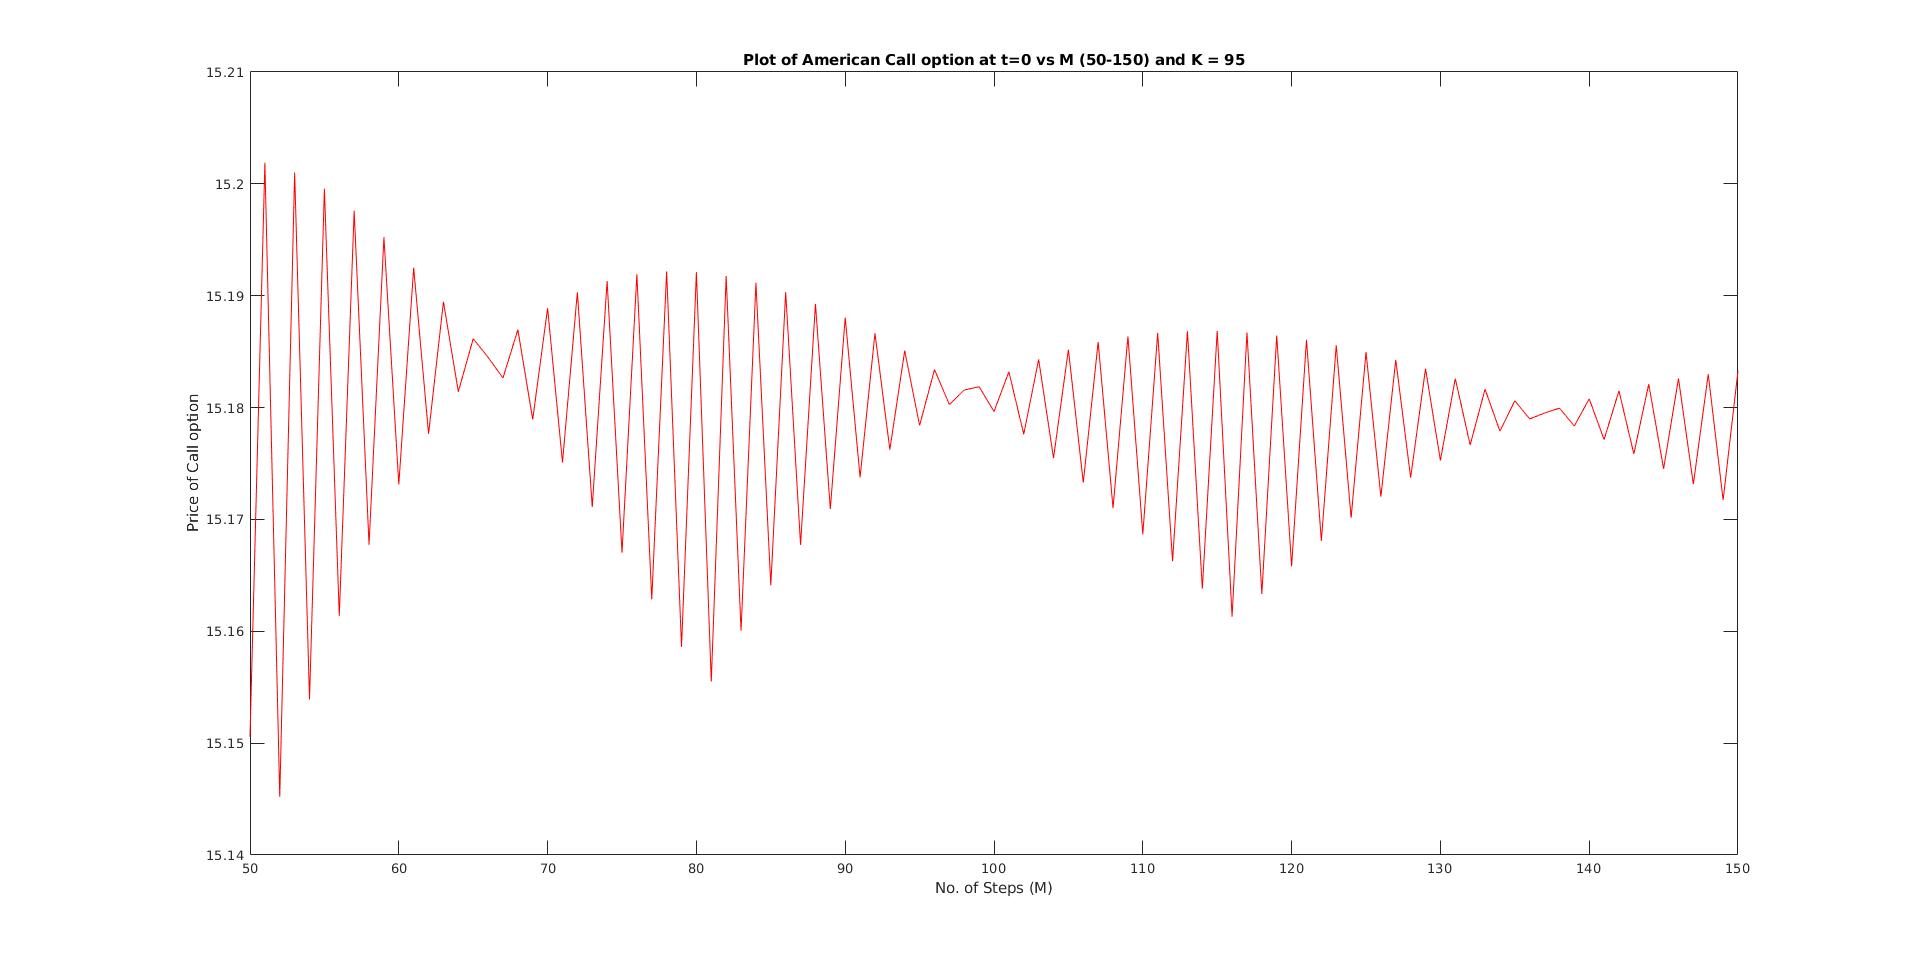 Plot of American Call option at t=0 vs M (50-150) and K = 95
15.21
15.2
15.19
15.18
15.17
15.16
15.15
15.14
Price of Call option
50 60 70 80 90 100 110 120 130 140 150
No. of Steps (M)